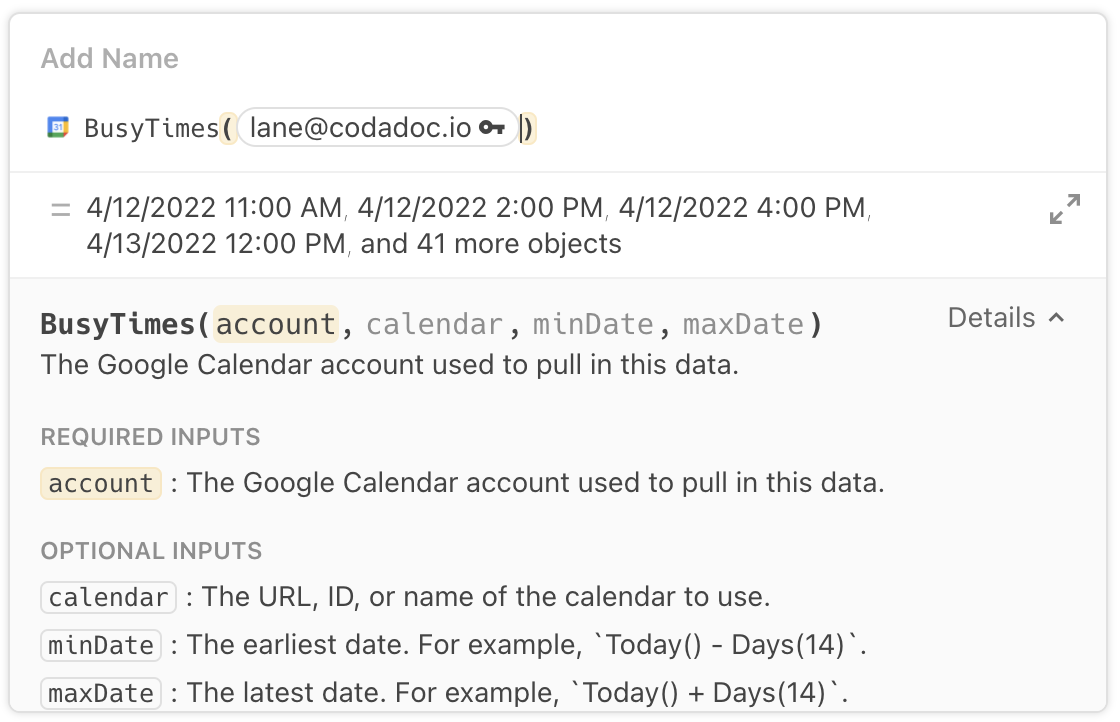 Add Name
31 BusyTimes( lane@codadoc.io )
= 4/12/2022 11:00 AM, 4/12/2022 2:00 PM, 4/12/2022 4:00 PM,
4/13/2022 12:00 PM, and 41 more objects
BusyTimes(account, calendar, minDate, maxDate) Details
The Google Calendar account used to pull in this data.
REQUIRED INPUTS
account : The Google Calendar account used to pull in this data.
OPTIONAL INPUTS
calendar : The URL, ID, or name of the calendar to use.
minDate : The earliest date. For example, `Today() - Days(14)`.
maxDate : The latest date. For example, `Today() + Days(14)`.